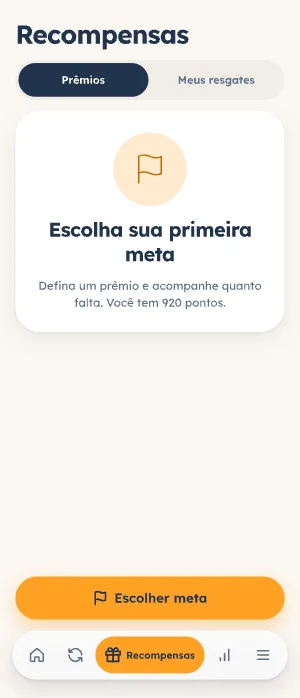 Recompensas
Prêmios
Meus resgates
Escolha sua primeira
meta
Defina um prêmio e acompanhe quanto
falta. Você tem 920 pontos.
Escolher meta
Recompensas